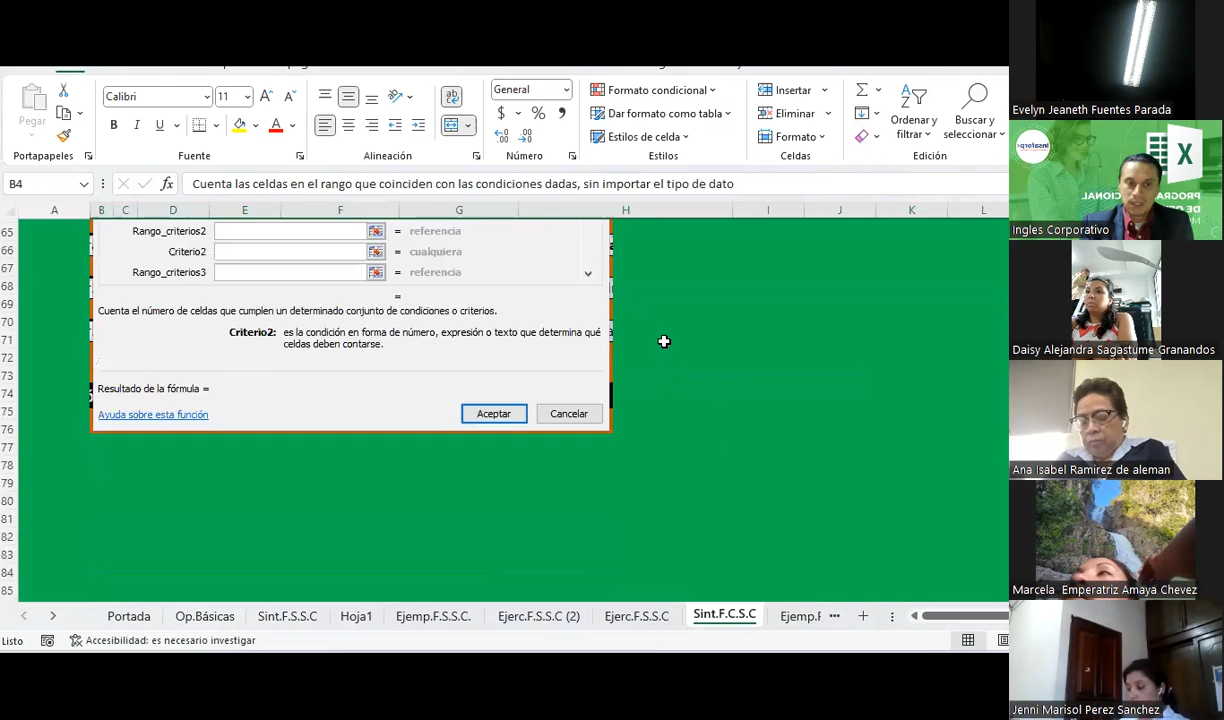 Pegar
Portapapeles
Calibri
11
N K S
Fuente
Alineación
General
$ % ,
Número
Formato condicional
Dar formato como tabla
Estilos de celda
Estilos
Insertar
Eliminar
Formato
Celdas
Ordenar y filtrar
Buscar y seleccionar
Edición
B4
fx
Cuenta las celdas en el rango que coinciden con las condiciones dadas, sin importar el tipo de dato
A B C D E F G H I J K L
65
66
67
68
69
70
71
72
73
74
75
76
77
78
79
80
81
82
83
84
85
Rango_criterios2 = referencia
Criterio2 = cualquiera
Rango_criterios3 = referencia
=
Cuenta el número de celdas que cumplen un determinado conjunto de condiciones o criterios.
Criterio2: es la condición en forma de número, expresión o texto que determina qué
celdas deben contarse.
Resultado de la fórmula =
Ayuda sobre esta función
Aceptar
Cancelar
Portada Op.Básicas Sint.F.S.S.C Hoja1 Ejemp.F.S.S.C. Ejerc.F.S.S.C (2) Ejerc.F.S.S.C Sint.F.C.S.C Ejemp.F
Listo
Accesibilidad: es necesario investigar
Evelyn Jeaneth Fuentes Parada
Insaforp
X
Ingles Corporativo
Daisy Alejandra Sagastume Granandos
Ana Isabel Ramirez de aleman
Marcela Emperatriz Amaya Chevez
Jenni Marisol Perez Sanchez